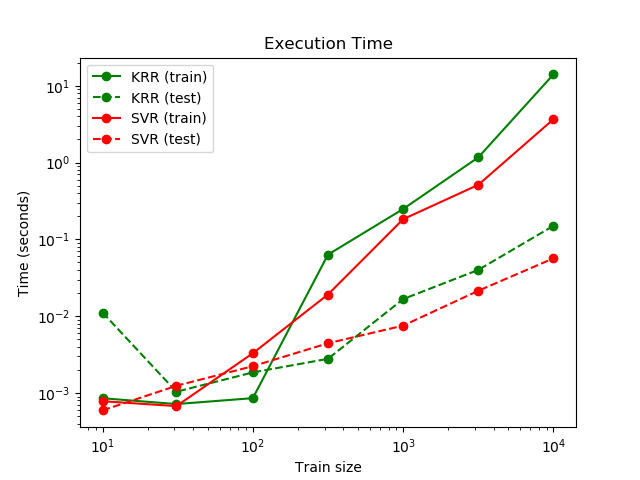 Execution Time
KRR (train)
KRR (test)
SVR (train)
SVR (test)
Time (seconds)
10¹
10⁰
10⁻¹
10⁻²
10⁻³
10¹
10²
10³
10⁴
Train size